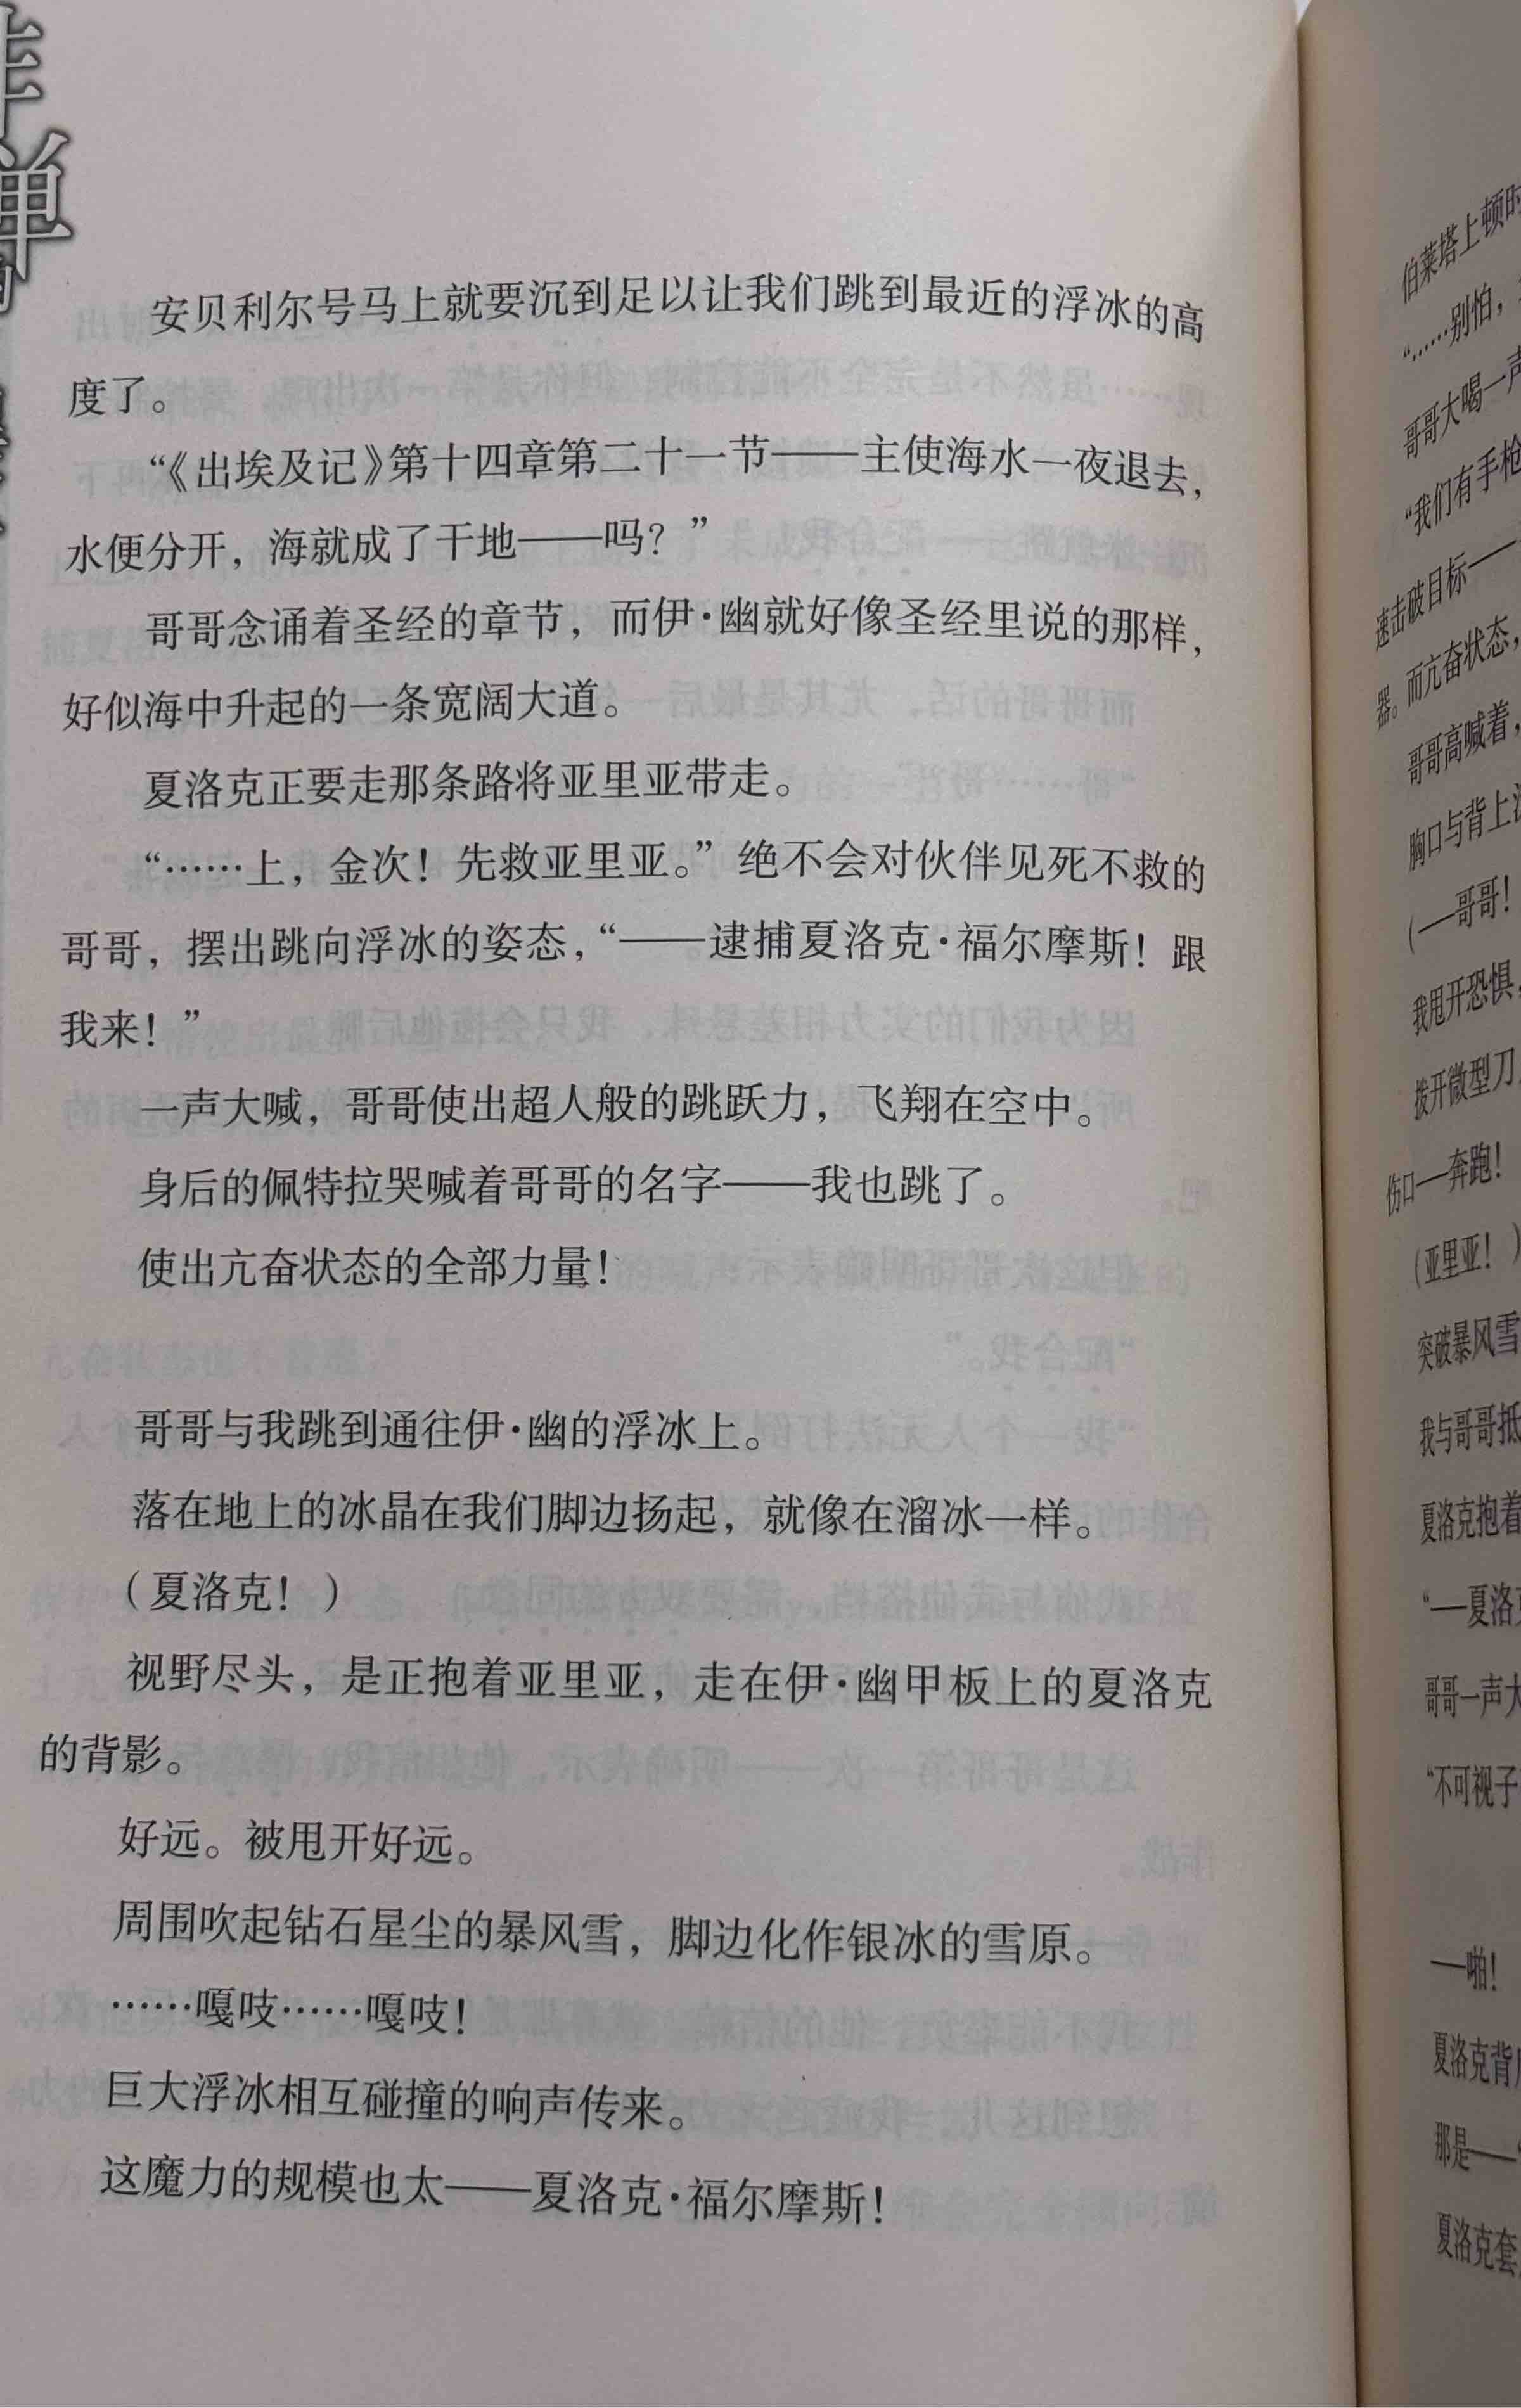 弹
安贝利尔号马上就要沉到足以让我们跳到最近的浮冰的高
度了。
“《出埃及记》第十四章第二十一节——主使海水一夜退去，
水便分开，海就成了干地——吗？”
哥哥念诵着圣经的章节，而伊·幽就好像圣经里说的那样，
好似海中升起的一条宽阔大道。
夏洛克正要走那条路将亚里亚带走。
“……上，金次！先救亚里亚。”绝不会对伙伴见死不救的
哥哥，摆出跳向浮冰的姿态，“——逮捕夏洛克·福尔摩斯！跟
我来！”
一声大喊，哥哥使出超人般的跳跃力，飞翔在空中。
身后的佩特拉哭喊着哥哥的名字——我也跳了。
使出亢奋状态的全部力量！
哥哥与我跳到通往伊·幽的浮冰上。
落在地上的冰晶在我们脚边扬起，就像在溜冰一样。
（夏洛克！）
视野尽头，是正抱着亚里亚，走在伊·幽甲板上的夏洛克
的背影。
好远。被甩开好远。
周围吹起钻石星尘的暴风雪，脚边化作银冰的雪原。
……嘎吱……嘎吱！
巨大浮冰相互碰撞的响声传来。
这魔力的规模也太——夏洛克·福尔摩斯！
伯莱塔上顿时
“……别怕，
哥哥大喝一声
“我们有手枪
速击破目标——
器。而亢奋状态，
哥哥高喊着，
胸口与背上
（—哥哥！
我甩开恐惧，
拨开微型刀
伤口—奔跑！
（亚里亚！）
突破暴风雪
我与哥哥抵
夏洛克抱着
“—夏洛克
哥哥一声大
“不可视子
—啪！
夏洛克背
那是——
夏洛克套